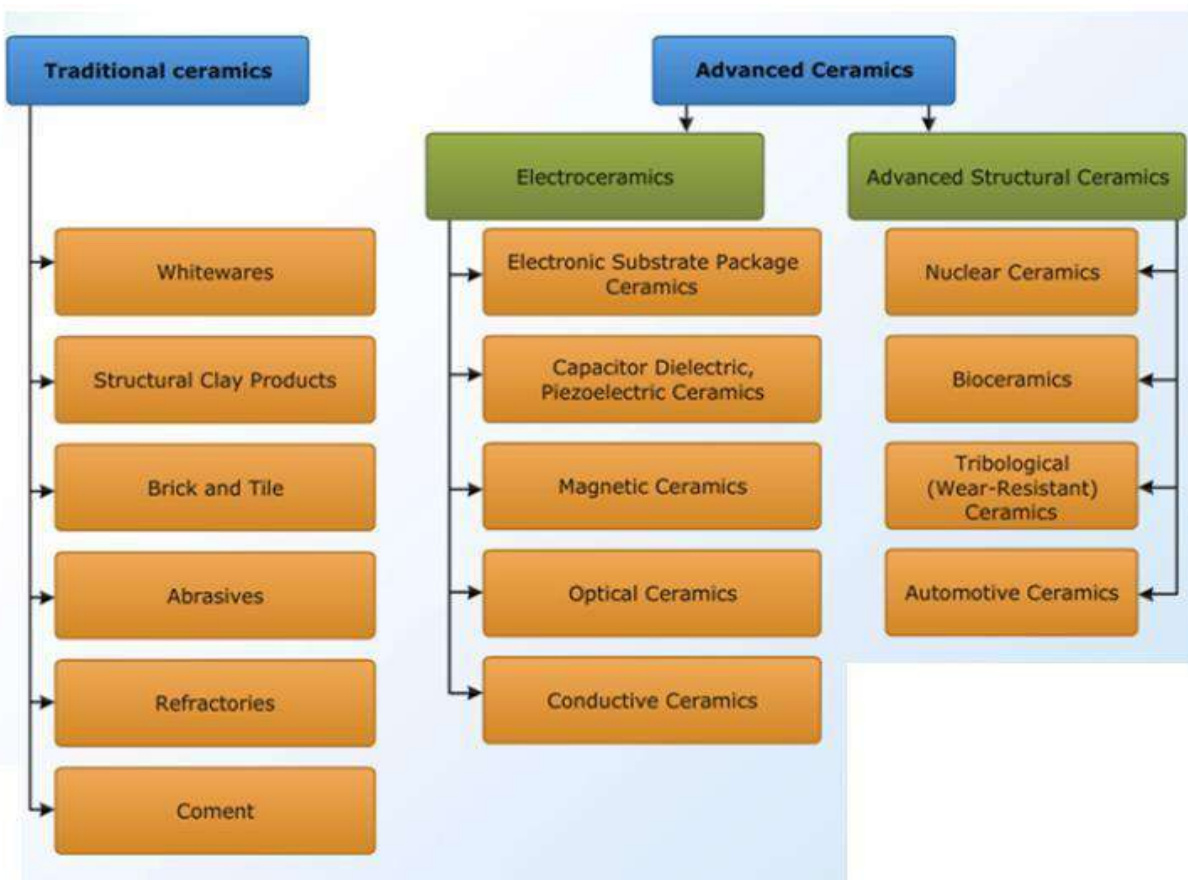 Traditional ceramics
Whitewares
Structural Clay Products
Brick and Tile
Abrasives
Refractories
Coment
Advanced Ceramics
Electroceramics
Electronic Substrate Package
Ceramics
Capacitor Dielectric,
Piezoelectric Ceramics
Magnetic Ceramics
Optical Ceramics
Conductive Ceramics
Advanced Structural Ceramics
Nuclear Ceramics
Bioceramics
Tribological
(Wear-Resistant)
Ceramics
Automotive Ceramics